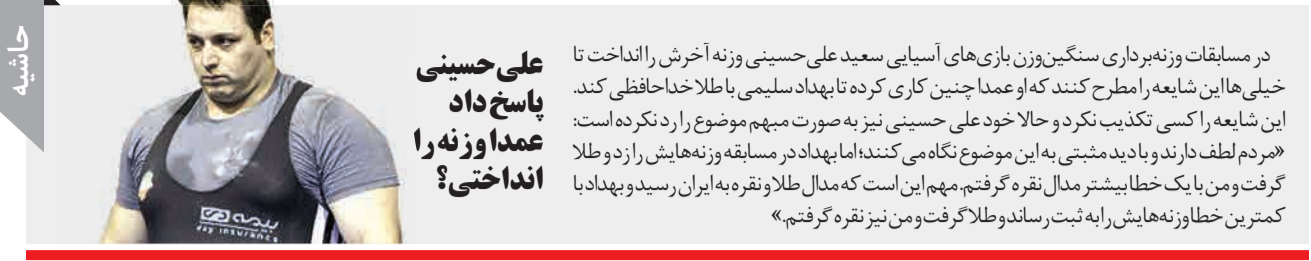 حاشیه
علی‌حسینی
پاسخ داد
عمدا وزنه را
انداختی؟
در مسابقات وزنه‌برداری سنگین‌وزن بازی‌های آسیایی سعید علی‌حسینی وزنه آخرش را انداخت تا
خیلی‌ها این شایعه را مطرح کنند که او عمدا چنین کاری کرده تا بهداد سلیمی با طلا خداحافظی کند.
این شایعه را کسی تکذیب نکرد و حالا خود علی حسینی نیز به صورت مبهم موضوع را رد نکرده است:
«مردم لطف دارند و با دید مثبتی به این موضوع نگاه می‌کنند؛ اما بهداد در مسابقه وزنه‌هایش را زد و طلا
گرفت و من با یک خطا بیشتر مدال نقره گرفتم. مهم این است که مدال طلا و نقره به ایران رسید و بهداد با
کمترین خطا وزنه‌هایش را به ثبت رساند و طلا گرفت و من نیز نقره گرفتم.»
بیمه دی
day insurance